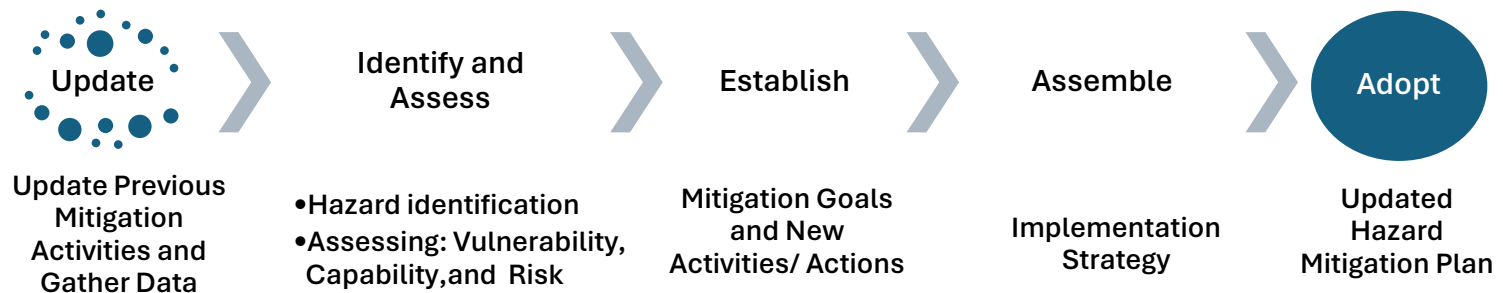 Update
Identify and
Assess
Establish
Assemble
Adopt
Update Previous
Mitigation
Activities and
Gather Data
•Hazard identification
•Assessing: Vulnerability,
Capability,and Risk
Mitigation Goals
and New
Activities/ Actions
Implementation
Strategy
Updated
Hazard
Mitigation Plan